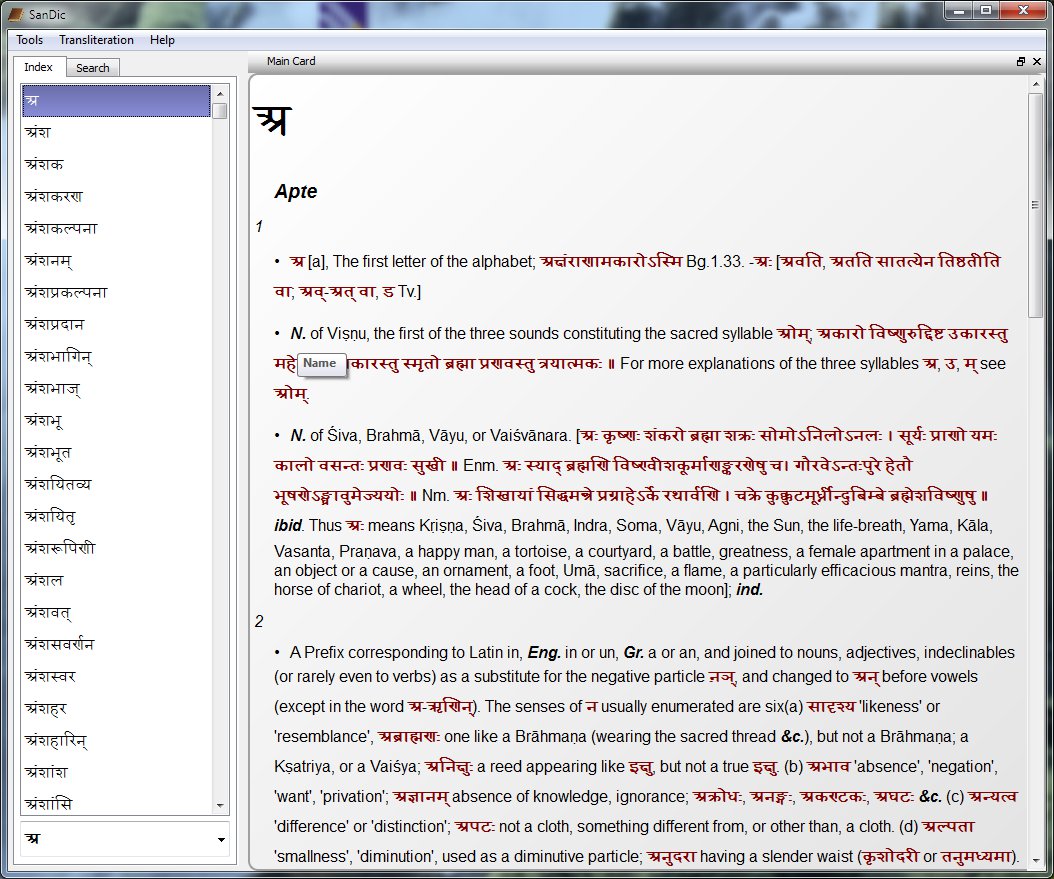 SanDic
Tools Transliteration Help
Index Search
Main Card
अ
अंश
अंशक
अंशकरण
अंशकल्पना
अंशनम्
अंशप्रकल्पना
अंशप्रदान
अंशभागिन्
अंशभाज्
अंशभू
अंशभूत
अंशयितव्य
अंशयितृ
अंशरूपिणी
अंशल
अंशवत्
अंशसवर्णन
अंशस्वर
अंशहर
अंशहारिन्
अंशांश
अंशांसि
अ
अ
Apte
1
• अ [a], The first letter of the alphabet; अक्षराणामकारोऽस्मि Bg.1.33. -अः [अवति, अतति सातत्येन तिष्ठतीति
वा; अव्-अत् वा, ड Tv.]
• N. of Viṣṇu, the first of the three sounds constituting the sacred syllable ओम्; अकारो विष्णुरुद्दिष्ट उकारस्तु
महे Name कारस्तु स्मृतो ब्रह्मा प्रणवस्तु त्रयात्मकः ॥ For more explanations of the three syllables अ, उ, म् see
ओम्.
• N. of Śiva, Brahmā, Vāyu, or Vaiśvānara. [अः कृष्णः शंकरो ब्रह्मा शक्रः सोमोऽनिलोऽनलः । सूर्यः प्राणो यमः
कालो वसन्तः प्रणवः सुखी ॥ Enm. अः स्याद् ब्रह्मणि विष्ण्वीशकूर्माणङ्करणेषु च। गौरवेऽन्तःपुरे हेतौ
भूषणेऽङ्घ्रावुमेज्ययोः ॥ Nm. अः शिखायां सिद्धमन्त्रे प्रग्राहेऽर्के रथार्वणि । चक्रे कुक्कुटमूर्ध्नीन्दुबिम्बे ब्रह्मेशविष्णुषु ॥
ibid. Thus अः means Kṛiṣṇa, Śiva, Brahmā, Indra, Soma, Vāyu, Agni, the Sun, the life-breath, Yama, Kāla,
Vasanta, Praṇava, a happy man, a tortoise, a courtyard, a battle, greatness, a female apartment in a palace,
an object or a cause, an ornament, a foot, Umā, sacrifice, a flame, a particularly efficacious mantra, reins, the
horse of chariot, a wheel, the head of a cock, the disc of the moon]; ind.
2
• A Prefix corresponding to Latin in, Eng. in or un, Gr. a or an, and joined to nouns, adjectives, indeclinables
(or rarely even to verbs) as a substitute for the negative particle नञ्, and changed to अन् before vowels
(except in the word अ-ऋणिन्). The senses of न usually enumerated are six(a) सादृश्य 'likeness' or
'resemblance', अब्राह्मणः one like a Brāhmaṇa (wearing the sacred thread &c.), but not a Brāhmaṇa; a
Kṣatriya, or a Vaiśya; अनिक्षुः a reed appearing like इक्षु, but not a true इक्षु. (b) अभाव 'absence', 'negation',
'want', 'privation'; अज्ञानम् absence of knowledge, ignorance; अक्रोधः, अनङ्गः, अकण्टकः, अघटः &c. (c) अन्यत्व
'difference' or 'distinction'; अपटः not a cloth, something different from, or other than, a cloth. (d) अल्पता
'smallness', 'diminution', used as a diminutive particle; अनुदरा having a slender waist (कृशोदरी or तनुमध्यमा).